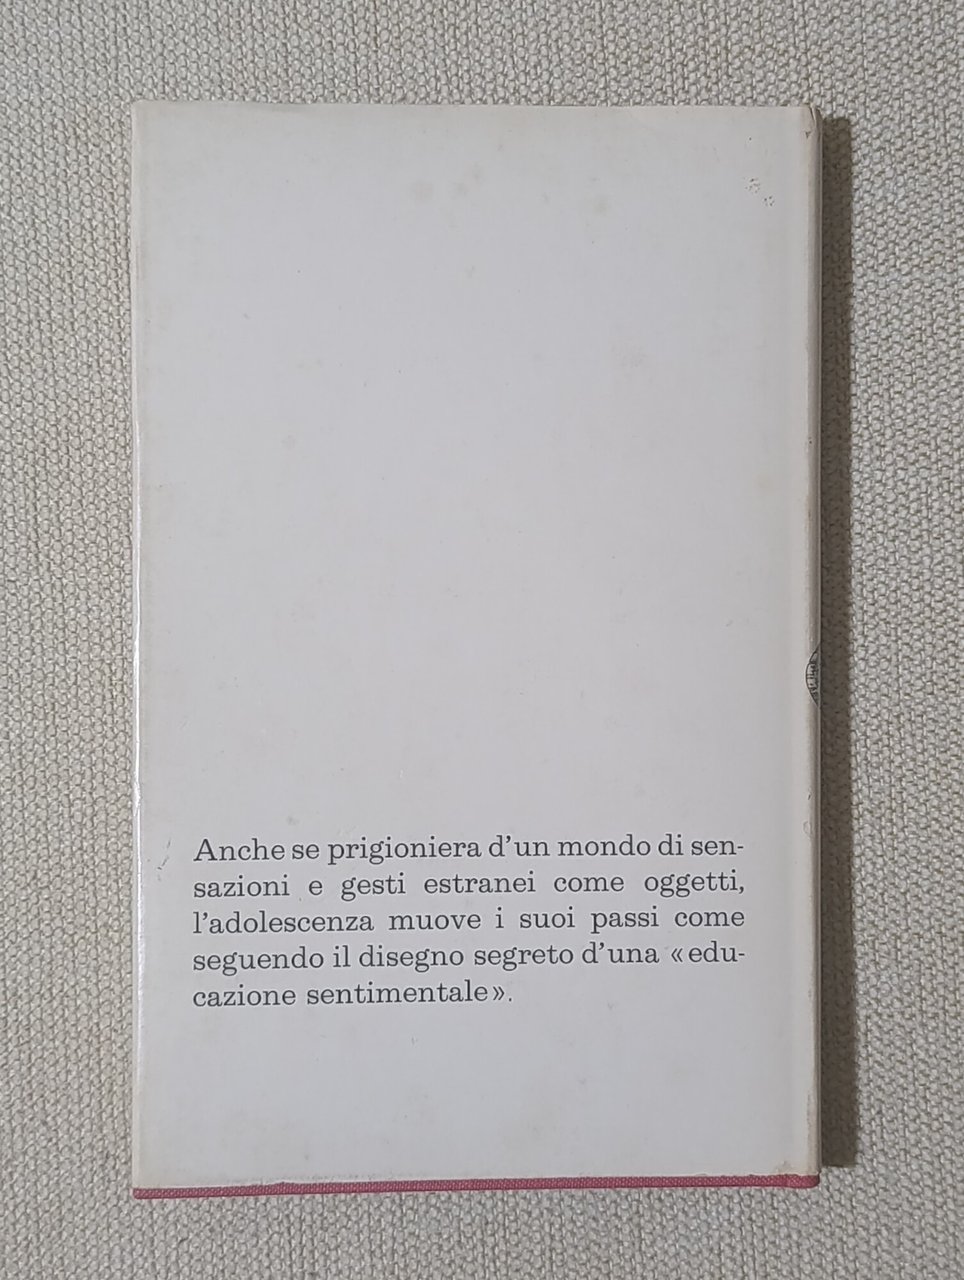 Anche se prigioniera d'un mondo di sen-
sazioni e gesti estranei come oggetti,
l'adolescenza muove i suoi passi come
seguendo il disegno segreto d'una «edu-
cazione sentimentale».